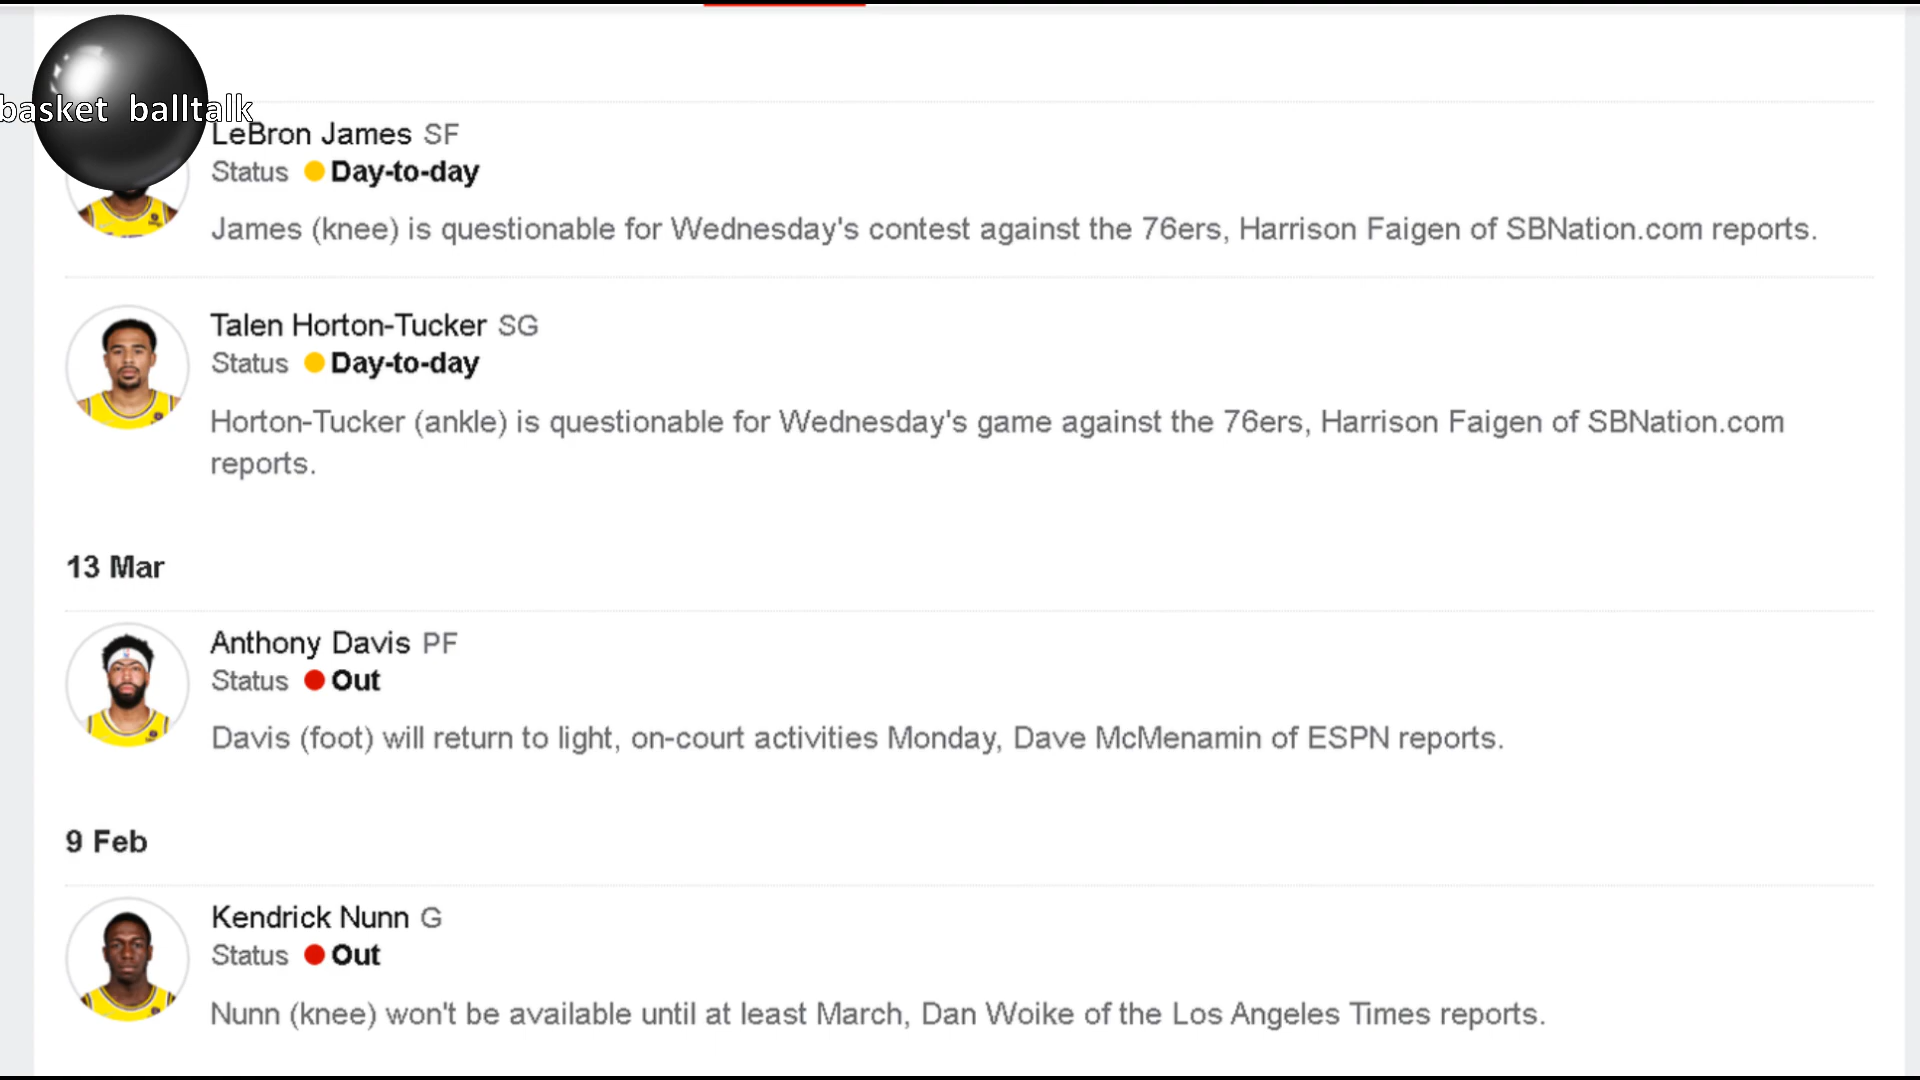 basket balltalk
LeBron James SF
Status Day-to-day
James (knee) is questionable for Wednesday's contest against the 76ers, Harrison Faigen of SBNation.com reports.
Talen Horton-Tucker SG
Status Day-to-day
Horton-Tucker (ankle) is questionable for Wednesday's game against the 76ers, Harrison Faigen of SBNation.com
reports.
13 Mar
Anthony Davis PF
Status Out
Davis (foot) will return to light, on-court activities Monday, Dave McMenamin of ESPN reports.
9 Feb
Kendrick Nunn G
Status Out
Nunn (knee) won't be available until at least March, Dan Woike of the Los Angeles Times reports.